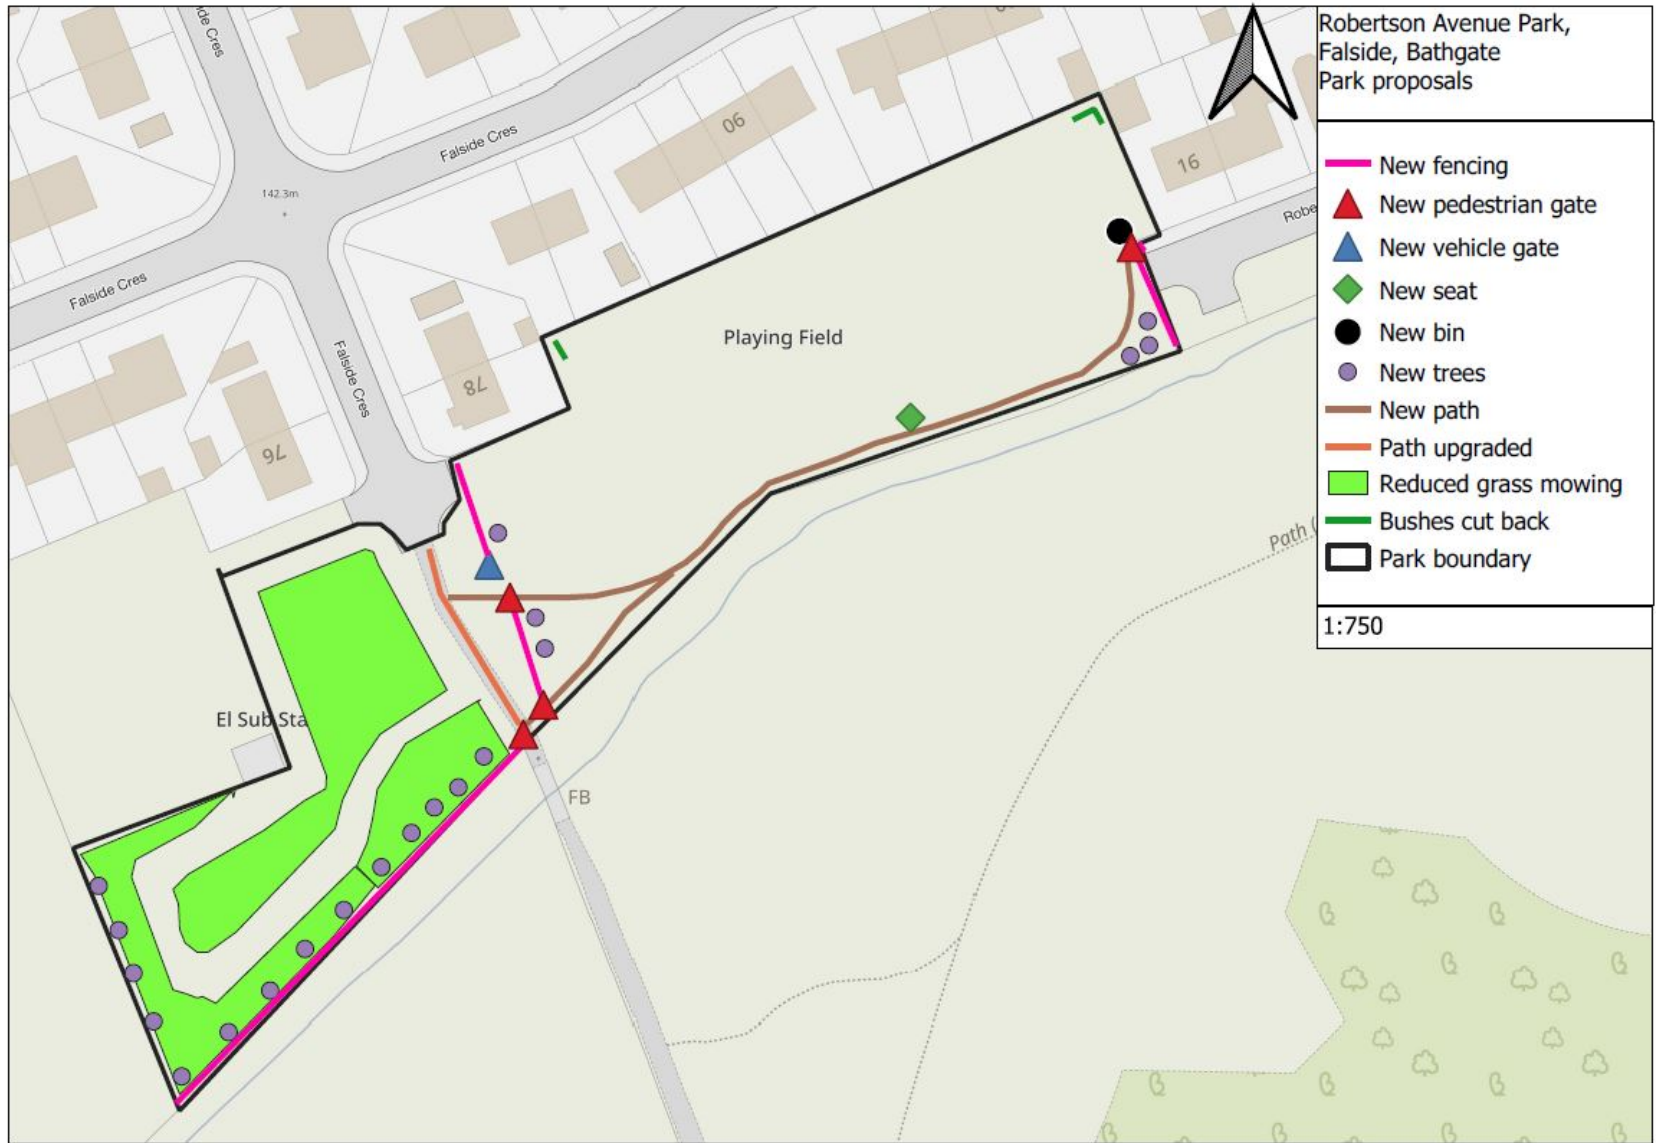 Robertson Avenue Park,
Falside, Bathgate
Park proposals
New fencing
New pedestrian gate
New vehicle gate
New seat
New bin
New trees
New path
Path upgraded
Reduced grass mowing
Bushes cut back
Park boundary
1:750
Falside Cres
90
16
142.3m
Falside Cres
Falside Cres
78
76
Playing Field
Path
El Sub Sta
FB